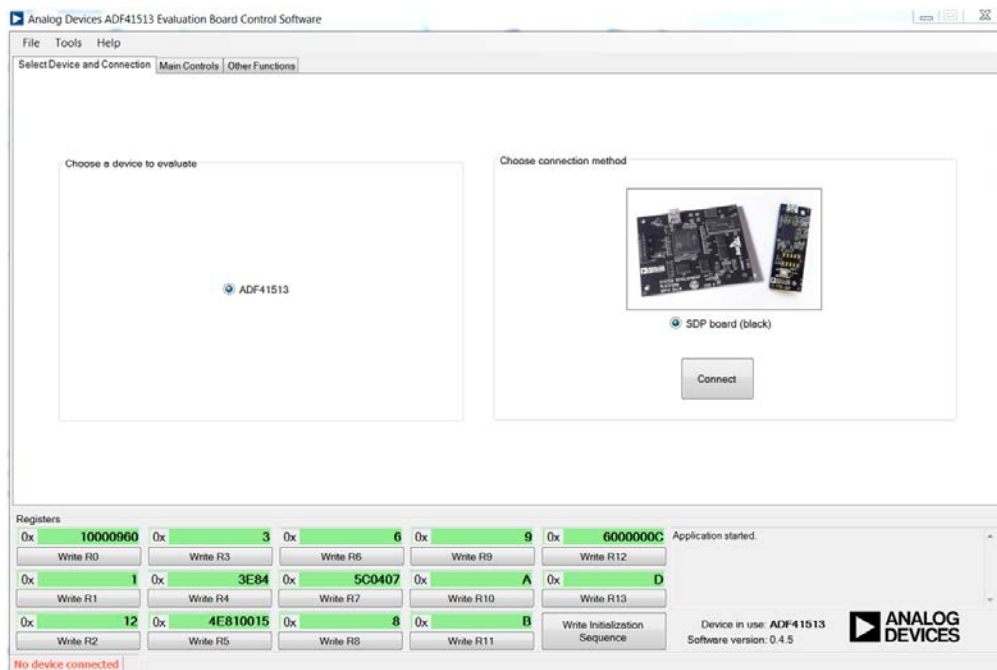 Analog Devices ADF41513 Evaluation Board Control Software
File Tools Help
Select Device and Connection Main Controls Other Functions
Choose a device to evaluate
Choose connection method
ADF41513
SDP board (black)
Connect
Registers
0x 10000960 0x 3 0x 6 0x 9 0x 6000000C Application started.
Write R0 Write R3 Write R6 Write R9 Write R12
0x 1 0x 3E84 0x 5C0407 0x A 0x D
Write R1 Write R4 Write R7 Write R10 Write R13
0x 12 0x 4E810015 0x 8 0x B Write Initialization Sequence Device in use: ADF41513
Write R2 Write R5 Write R8 Write R11 Software version: 0.4.5
ANALOG
DEVICES
No device connected